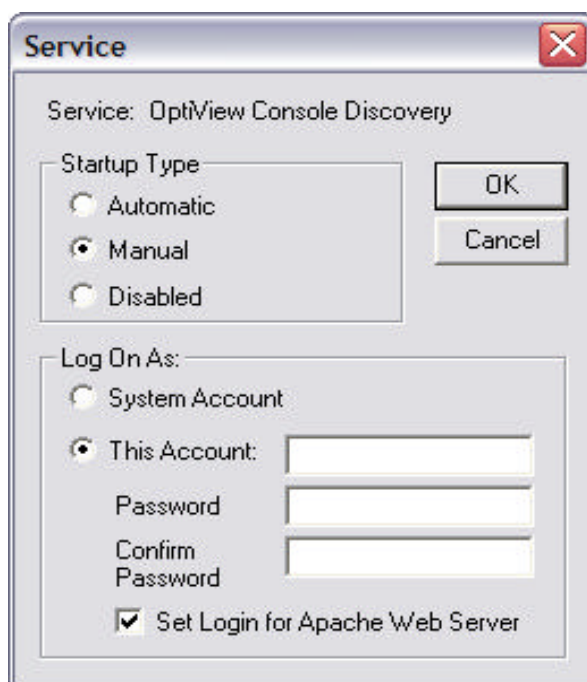 Service
Service: OptiView Console Discovery
Startup Type
Automatic
Manual
Disabled
OK
Cancel
Log On As:
System Account
This Account:
Password
Confirm
Password
Set Login for Apache Web Server